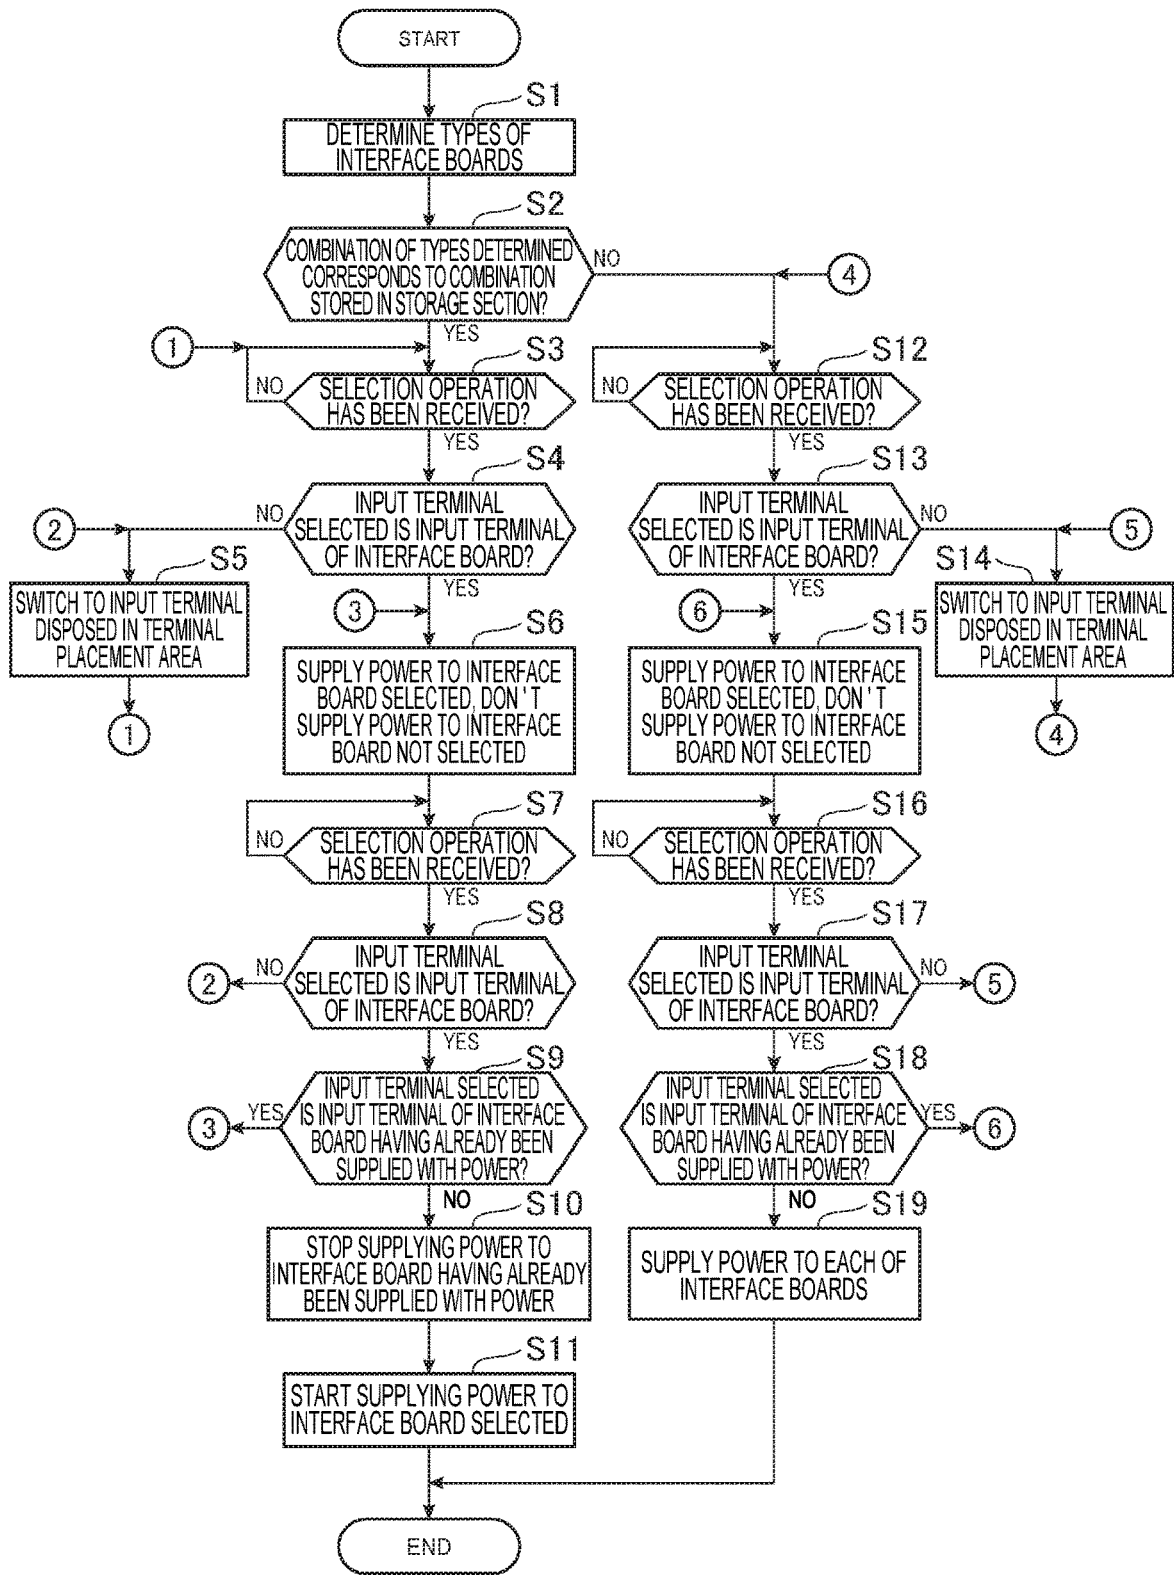 START
S1
DETERMINE TYPES OF
INTERFACE BOARDS
S2
COMBINATION OF TYPES DETERMINED
CORRESPONDS TO COMBINATION
STORED IN STORAGE SECTION?
NO
4
YES
1
S3
NO
SELECTION OPERATION
HAS BEEN RECEIVED?
YES
S12
NO
SELECTION OPERATION
HAS BEEN RECEIVED?
YES
S4
NO
2
INPUT TERMINAL
SELECTED IS INPUT TERMINAL
OF INTERFACE BOARD?
YES
S13
INPUT TERMINAL
SELECTED IS INPUT TERMINAL
OF INTERFACE BOARD?
NO
5
YES
S5
SWITCH TO INPUT TERMINAL
DISPOSED IN TERMINAL
PLACEMENT AREA
1
S14
SWITCH TO INPUT TERMINAL
DISPOSED IN TERMINAL
PLACEMENT AREA
4
3
S6
SUPPLY POWER TO INTERFACE
BOARD SELECTED, DON'T
SUPPLY POWER TO INTERFACE
BOARD NOT SELECTED
6
S15
SUPPLY POWER TO INTERFACE
BOARD SELECTED, DON'T
SUPPLY POWER TO INTERFACE
BOARD NOT SELECTED
S7
NO
SELECTION OPERATION
HAS BEEN RECEIVED?
YES
S16
NO
SELECTION OPERATION
HAS BEEN RECEIVED?
YES
S8
2
NO
INPUT TERMINAL
SELECTED IS INPUT TERMINAL
OF INTERFACE BOARD?
YES
S17
INPUT TERMINAL
SELECTED IS INPUT TERMINAL
OF INTERFACE BOARD?
NO
5
YES
S9
3
YES
INPUT TERMINAL SELECTED
IS INPUT TERMINAL OF INTERFACE
BOARD HAVING ALREADY BEEN
SUPPLIED WITH POWER?
NO
S18
INPUT TERMINAL SELECTED
IS INPUT TERMINAL OF INTERFACE
BOARD HAVING ALREADY BEEN
SUPPLIED WITH POWER?
YES
6
NO
S10
STOP SUPPLYING POWER TO
INTERFACE BOARD HAVING ALREADY
BEEN SUPPLIED WITH POWER
S19
SUPPLY POWER TO EACH OF
INTERFACE BOARDS
S11
START SUPPLYING POWER TO
INTERFACE BOARD SELECTED
END